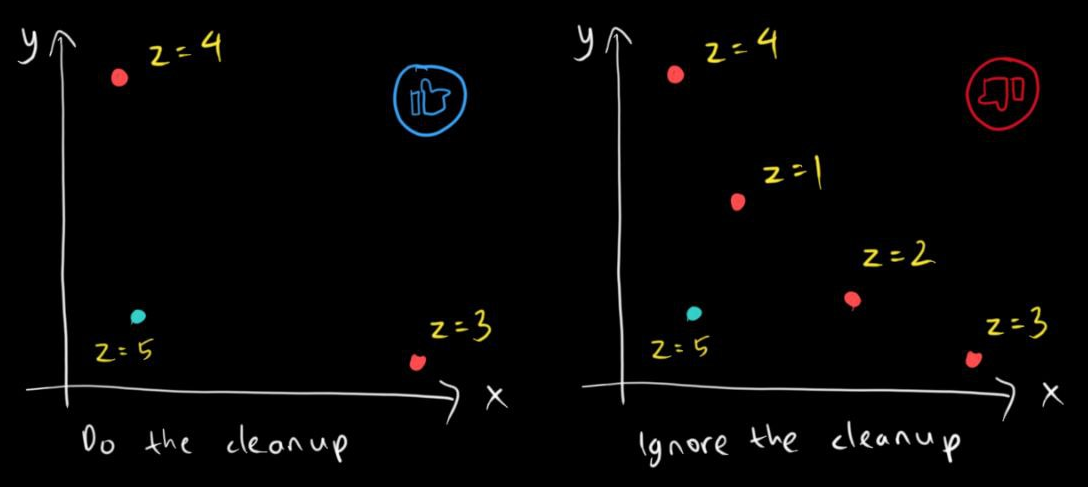 y
z = 4
z = 5
z = 3
x
Do the cleanup
y
z = 4
z = 1
z = 2
z = 5
z = 3
x
Ignore the cleanup